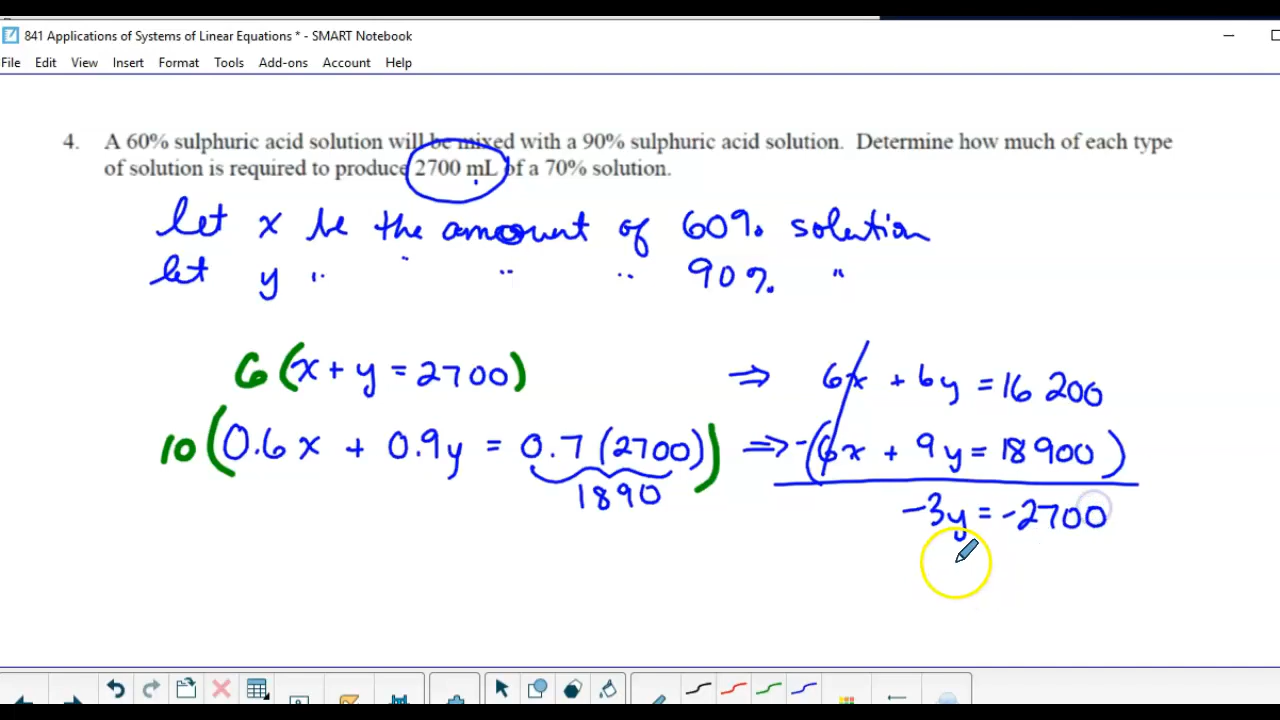 841 Applications of Systems of Linear Equations * - SMART Notebook
File Edit View Insert Format Tools Add-ons Account Help
4. A 60% sulphuric acid solution will be mixed with a 90% sulphuric acid solution. Determine how much of each type
of solution is required to produce 2700 mL of a 70% solution.
let x be the amount of 60% solution
let y " " " " 90% "
6(x + y = 2700) ⇒ 6x + 6y = 16 200
10(0.6x + 0.9y = 0.7(2700)) ⇒ -(6x + 9y = 18900)
1890
-3y = -2700